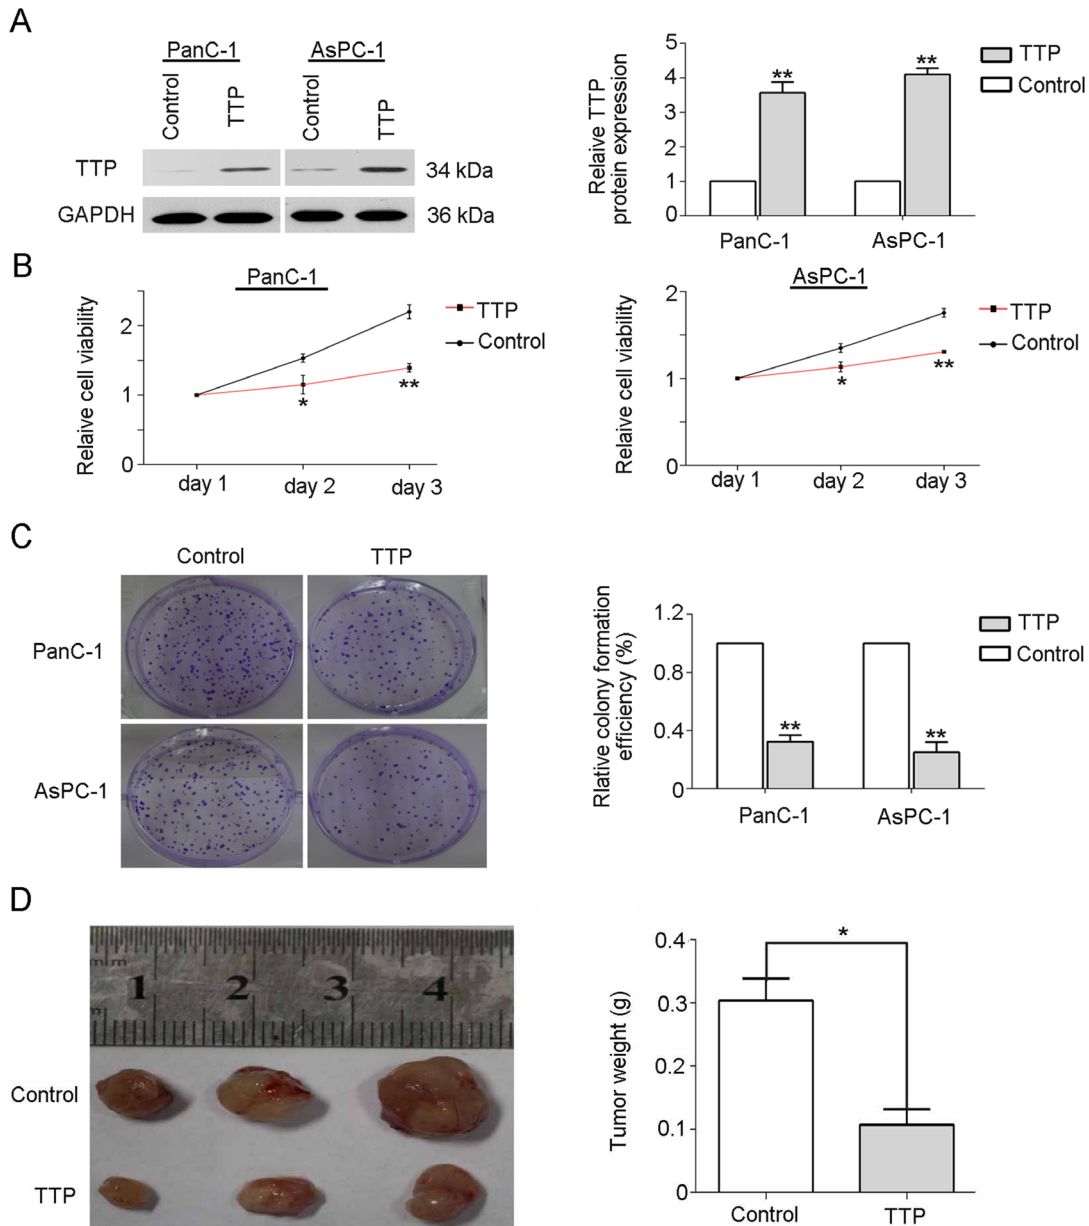 A
PanC-1
AsPC-1
Control
TTP
Control
TTP
TTP
34 kDa
GAPDH
36 kDa
Relaive TTP
protein expression
5
4
3
2
1
0
**
**
PanC-1
AsPC-1
TTP
Control
B
PanC-1
Relaive cell viability
2
1
0
*
**
day 1
day 2
day 3
TTP
Control
AsPC-1
Relaive cell viability
2
1
0
*
**
day 1
day 2
day 3
TTP
Control
C
Control
TTP
PanC-1
AsPC-1
Rlative colony formation
efficiency (%)
1.2
0.8
0.4
0
**
**
PanC-1
AsPC-1
TTP
Control
D
mm
1 2 3 4
Control
TTP
Tumor weight (g)
0.4
0.3
0.2
0.1
0
*
Control
TTP